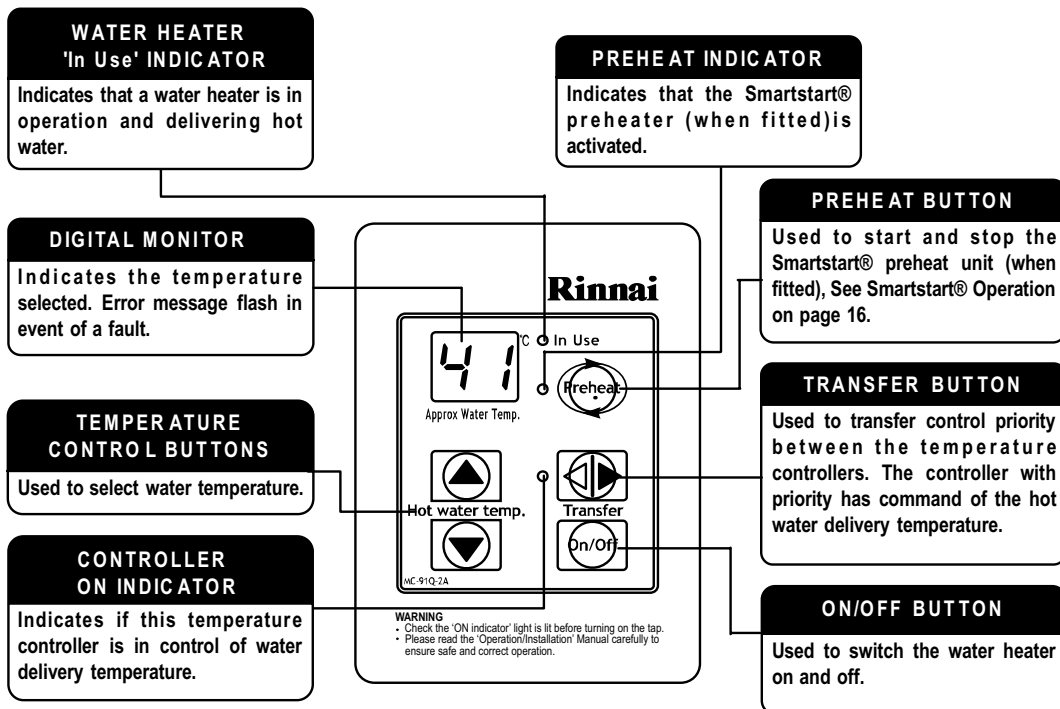 WATER HEATER
'In Use' INDICATOR
Indicates that a water heater is in
operation and delivering hot
water.
DIGITAL MONITOR
Indicates the temperature
selected. Error message flash in
event of a fault.
TEMPERATURE
CONTROL BUTTONS
Used to select water temperature.
CONTROLLER
ON INDICATOR
Indicates if this temperature
controller is in control of water
delivery temperature.
Rinnai
41
°C
In Use
Preheat
Approx Water Temp.
Hot water temp.
Transfer
On/Off
MC-91Q-2A
WARNING
• Check the 'ON indicator' light is lit before turning on the tap.
• Please read the 'Operation/Installation' Manual carefully to
ensure safe and correct operation.
PREHEAT INDICATOR
Indicates that the Smartstart®
preheater (when fitted)is
activated.
PREHEAT BUTTON
Used to start and stop the
Smartstart® preheat unit (when
fitted), See Smartstart® Operation
on page 16.
TRANSFER BUTTON
Used to transfer control priority
between the temperature
controllers. The controller with
priority has command of the hot
water delivery temperature.
ON/OFF BUTTON
Used to switch the water heater
on and off.